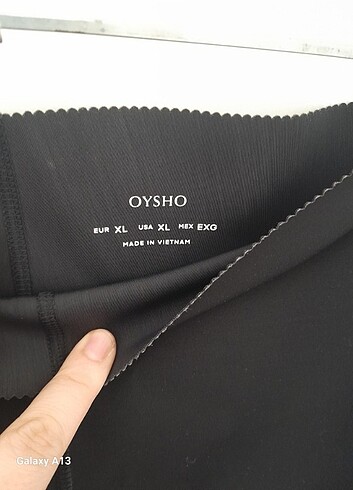 OYSHO
EUR XL USA XL MEX EXG
MADE IN VIETNAM
Galaxy A13